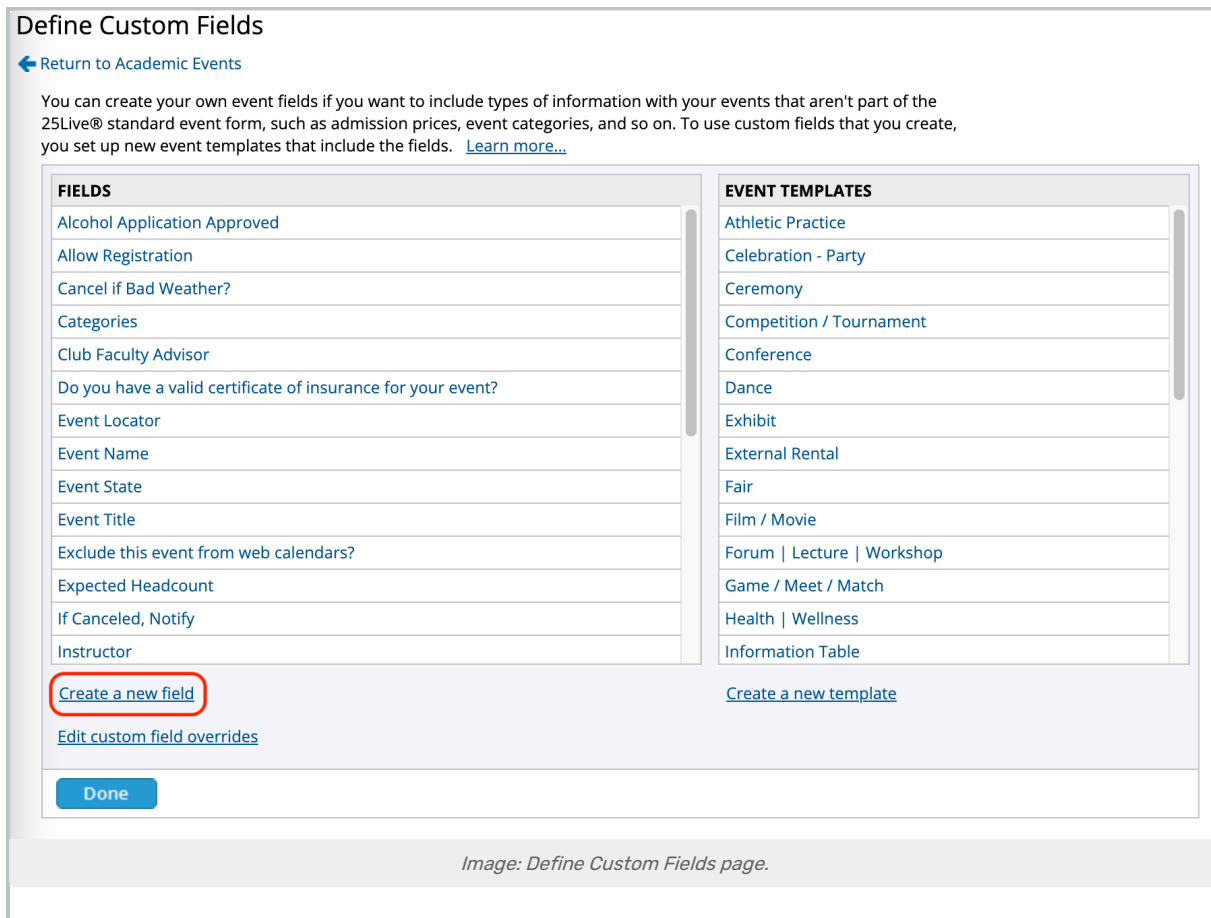 Define Custom Fields
Return to Academic Events
You can create your own event fields if you want to include types of information with your events that aren't part of the
25Live® standard event form, such as admission prices, event categories, and so on. To use custom fields that you create,
you set up new event templates that include the fields. Learn more...
FIELDS
Alcohol Application Approved
Allow Registration
Cancel if Bad Weather?
Categories
Club Faculty Advisor
Do you have a valid certificate of insurance for your event?
Event Locator
Event Name
Event State
Event Title
Exclude this event from web calendars?
Expected Headcount
If Canceled, Notify
Instructor
Create a new field
Edit custom field overrides
EVENT TEMPLATES
Athletic Practice
Celebration - Party
Ceremony
Competition / Tournament
Conference
Dance
Exhibit
External Rental
Fair
Film / Movie
Forum | Lecture | Workshop
Game / Meet / Match
Health | Wellness
Information Table
Create a new template
Done
Image: Define Custom Fields page.